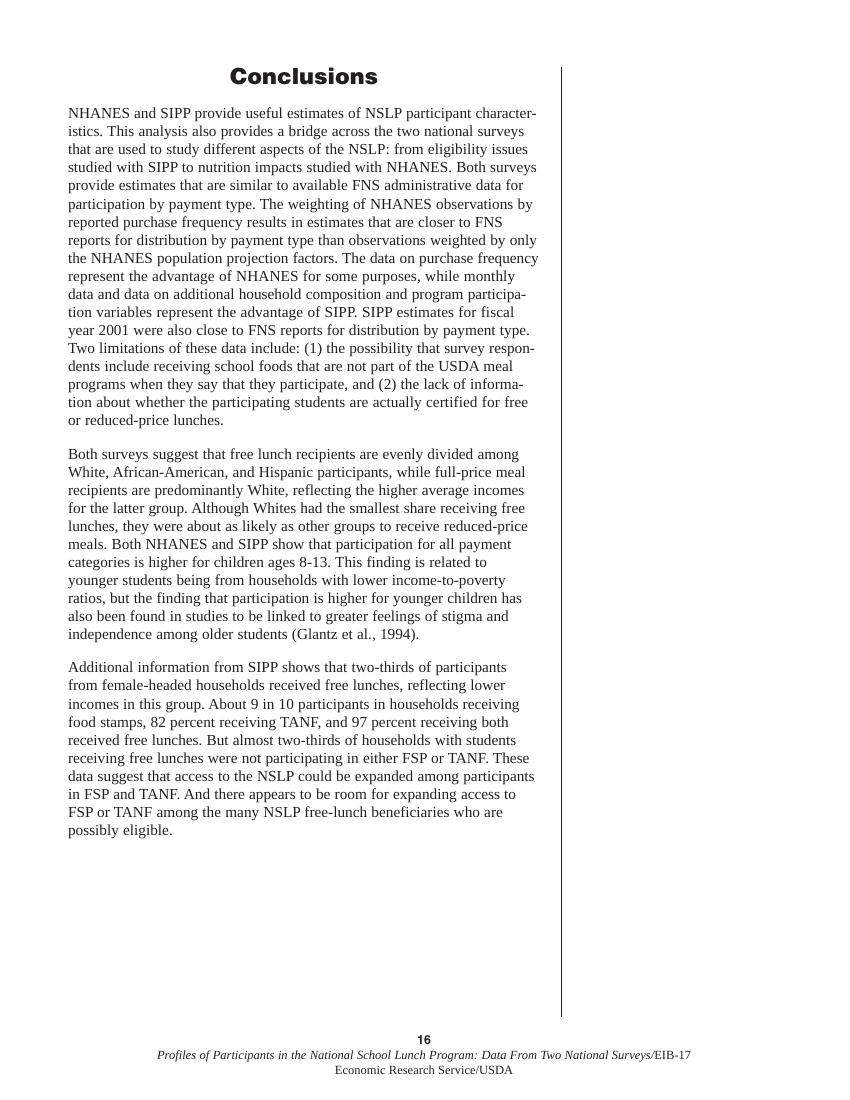 Conclusions
NHANES and SIPP provide useful estimates of NSLP participant character-
istics. This analysis also provides a bridge across the two national surveys
that are used to study different aspects of the NSLP: from eligibility issues
studied with SIPP to nutrition impacts studied with NHANES. Both surveys
provide estimates that are similar to available FNS administrative data for
participation by payment type. The weighting of NHANES observations by
reported purchase frequency results in estimates that are closer to FNS
reports for distribution by payment type than observations weighted by only
the NHANES population projection factors. The data on purchase frequency
represent the advantage of NHANES for some purposes, while monthly
data and data on additional household composition and program participa-
tion variables represent the advantage of SIPP. SIPP estimates for fiscal
year 2001 were also close to FNS reports for distribution by payment type.
Two limitations of these data include: (1) the possibility that survey respon-
dents include receiving school foods that are not part of the USDA meal
programs when they say that they participate, and (2) the lack of informa-
tion about whether the participating students are actually certified for free
or reduced-price lunches.
Both surveys suggest that free lunch recipients are evenly divided among
White, African-American, and Hispanic participants, while full-price meal
recipients are predominantly White, reflecting the higher average incomes
for the latter group. Although Whites had the smallest share receiving free
lunches, they were about as likely as other groups to receive reduced-price
meals. Both NHANES and SIPP show that participation for all payment
categories is higher for children ages 8-13. This finding is related to
younger students being from households with lower income-to-poverty
ratios, but the finding that participation is higher for younger children has
also been found in studies to be linked to greater feelings of stigma and
independence among older students (Glantz et al., 1994).
Additional information from SIPP shows that two-thirds of participants
from female-headed households received free lunches, reflecting lower
incomes in this group. About 9 in 10 participants in households receiving
food stamps, 82 percent receiving TANF, and 97 percent receiving both
received free lunches. But almost two-thirds of households with students
receiving free lunches were not participating in either FSP or TANF. These
data suggest that access to the NSLP could be expanded among participants
in FSP and TANF. And there appears to be room for expanding access to
FSP or TANF among the many NSLP free-lunch beneficiaries who are
possibly eligible.
16
Profiles of Participants in the National School Lunch Program: Data From Two National Surveys/EIB-17
Economic Research Service/USDA